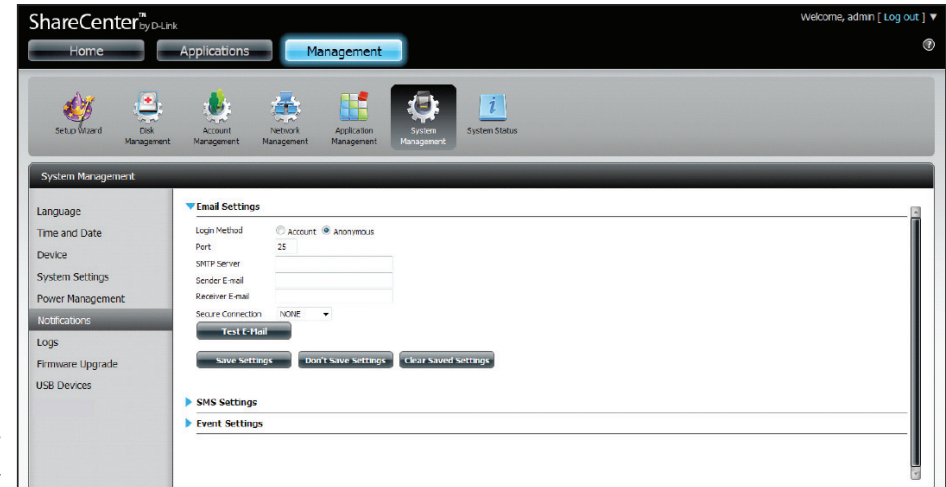 ShareCenter™ by D-Link
Welcome, admin [ Log out ] ▼
Home
Applications
Management
?
Setup Wizard
Disk Management
Account Management
Network Management
Application Management
System Management
System Status
System Management
Language
Time and Date
Device
System Settings
Power Management
Notifications
Logs
Firmware Upgrade
USB Devices
Email Settings
Login Method Account Anonymous
Port 25
SMTP Server
Sender E-mail
Receiver E-mail
Secure Connection NONE
Test E-Mail
Save Settings Don't Save Settings Clear Saved Settings
SMS Settings
Event Settings